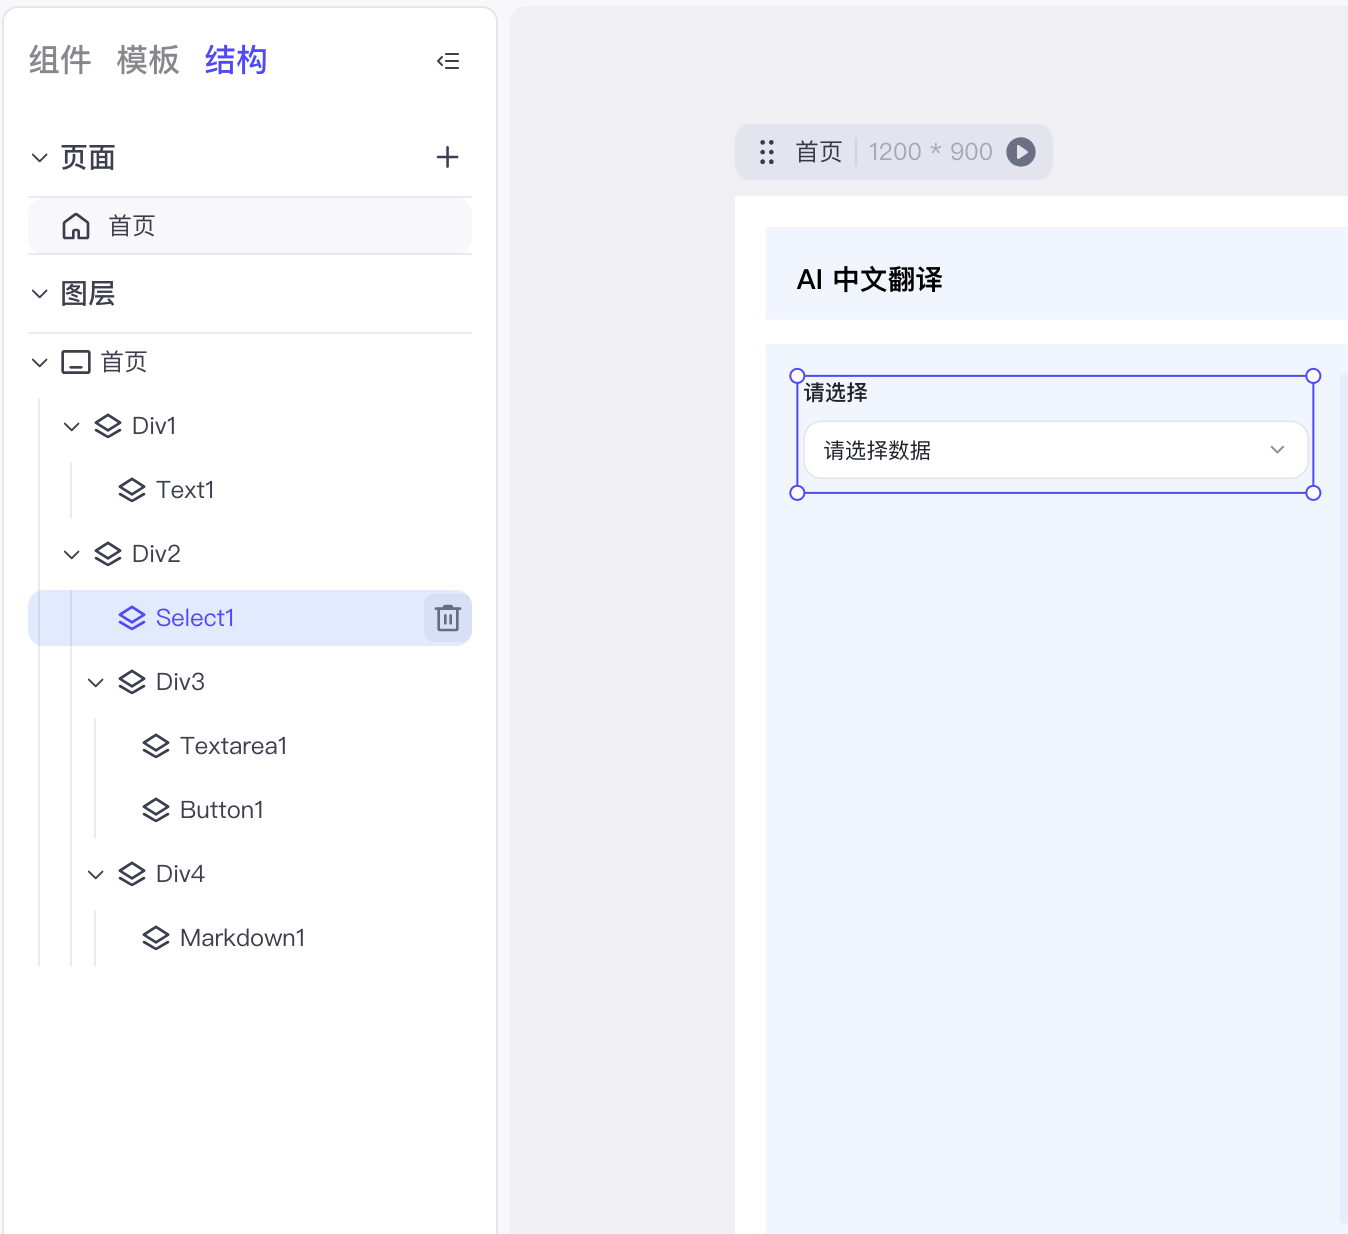 组件 模板 结构
页面
首页
图层
首页
Div1
Text1
Div2
Select1
Div3
Textarea1
Button1
Div4
Markdown1
首页 1200 * 900
AI 中文翻译
请选择
请选择数据